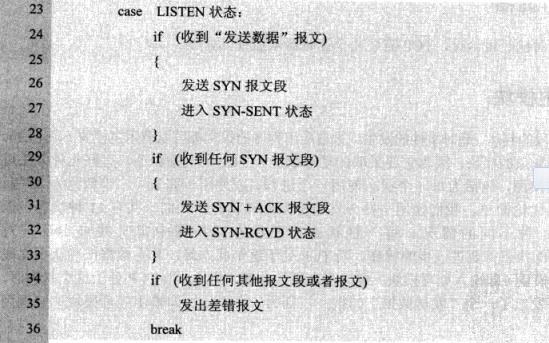 23 case LISTEN 状态：
24 if (收到“发送数据”报文)
25 {
26 发送 SYN 报文段
27 进入 SYN-SENT 状态
28 }
29 if (收到任何 SYN 报文段)
30 {
31 发送 SYN + ACK 报文段
32 进入 SYN-RCVD 状态
33 }
34 if (收到任何其他报文段或者报文)
35 发出差错报文
36 break